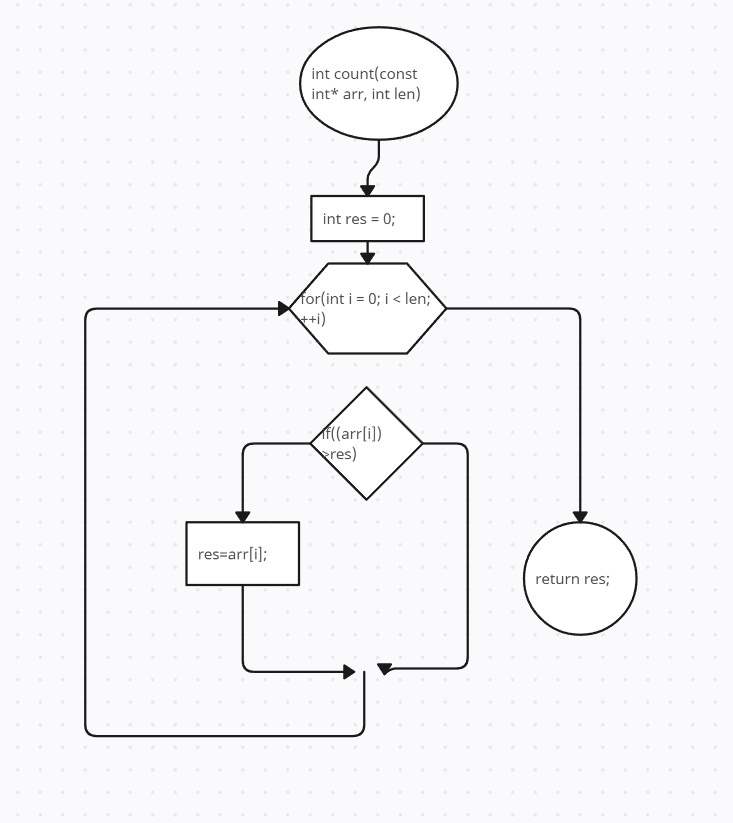 int count(const
int* arr, int len)
int res = 0;
for(int i = 0; i < len;
++i)
if((arr[i])
>res)
res=arr[i];
return res;